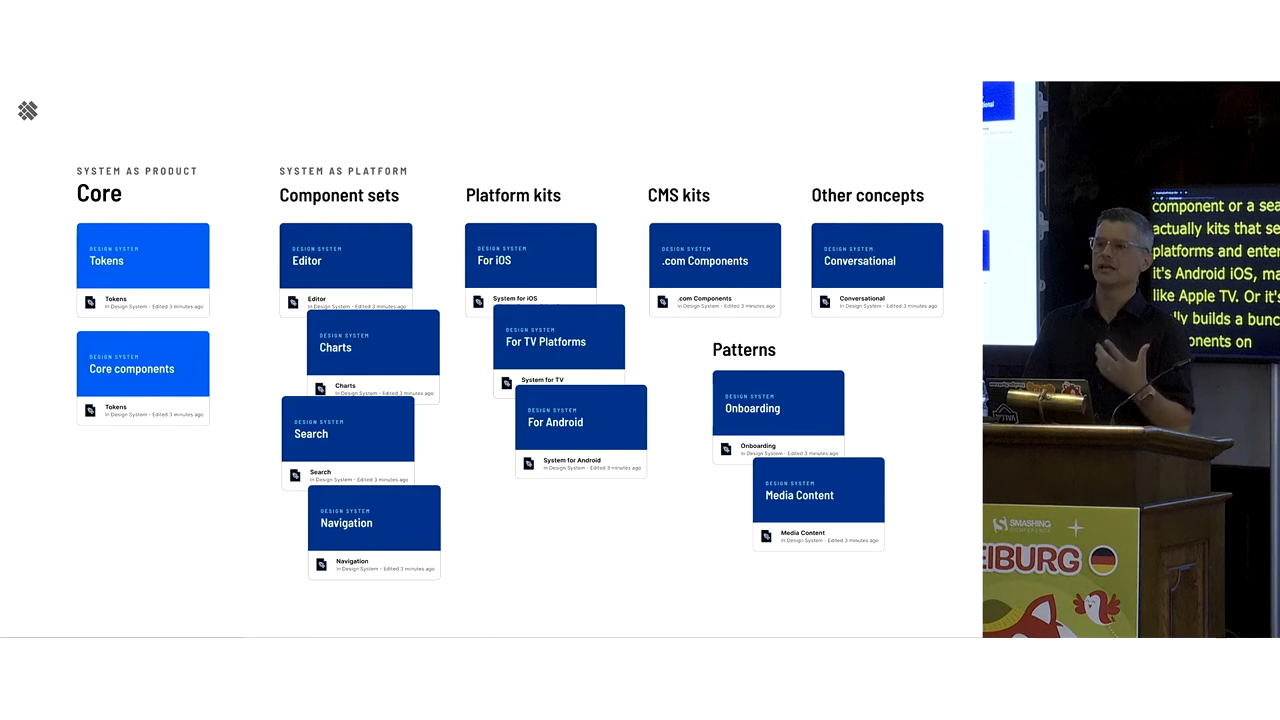 SYSTEM AS PRODUCT
Core
DESIGN SYSTEM
Tokens
Tokens
In Design System - Edited 3 minutes ago
DESIGN SYSTEM
Core components
Tokens
In Design System - Edited 3 minutes ago
SYSTEM AS PLATFORM
Component sets
DESIGN SYSTEM
Editor
Editor
In Design System - Edited 3 minutes ago
DESIGN SYSTEM
Charts
Charts
In Design System - Edited 3 minutes ago
DESIGN SYSTEM
Search
Search
In Design System - Edited 3 minutes ago
DESIGN SYSTEM
Navigation
Navigation
In Design System - Edited 3 minutes ago
Platform kits
DESIGN SYSTEM
For iOS
System for iOS
DESIGN SYSTEM
For TV Platforms
System for TV
DESIGN SYSTEM
For Android
System for Android
In Design System - Edited 3 minutes ago
CMS kits
DESIGN SYSTEM
.com Components
.com Components
In Design System - Edited 3 minutes ago
Other concepts
DESIGN SYSTEM
Conversational
Conversational
In Design System - Edited 3 minutes ago
Patterns
DESIGN SYSTEM
Onboarding
Onboarding
In Design System - Edited 3 minutes ago
DESIGN SYSTEM
Media Content
Media Content
In Design System - Edited 3 minutes ago
component or a sea
actually kits that se
platforms and enter
it's Android iOS, ma
like Apple TV. Or it's
lly builds a bunc
onents on
SMASHING
CONFERENCE
EIBURG